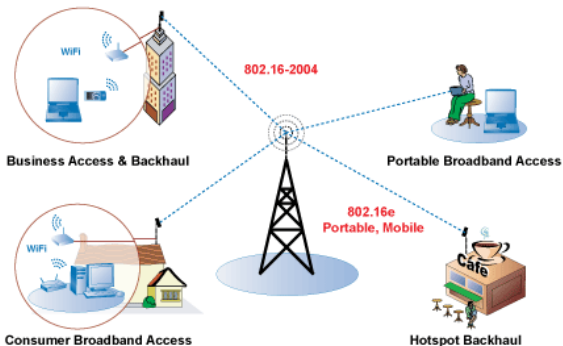 WiFi
802.16-2004
Business Access & Backhaul
Portable Broadband Access
802.16e
Portable, Mobile
WiFi
Cafe
Consumer Broadband Access
Hotspot Backhaul